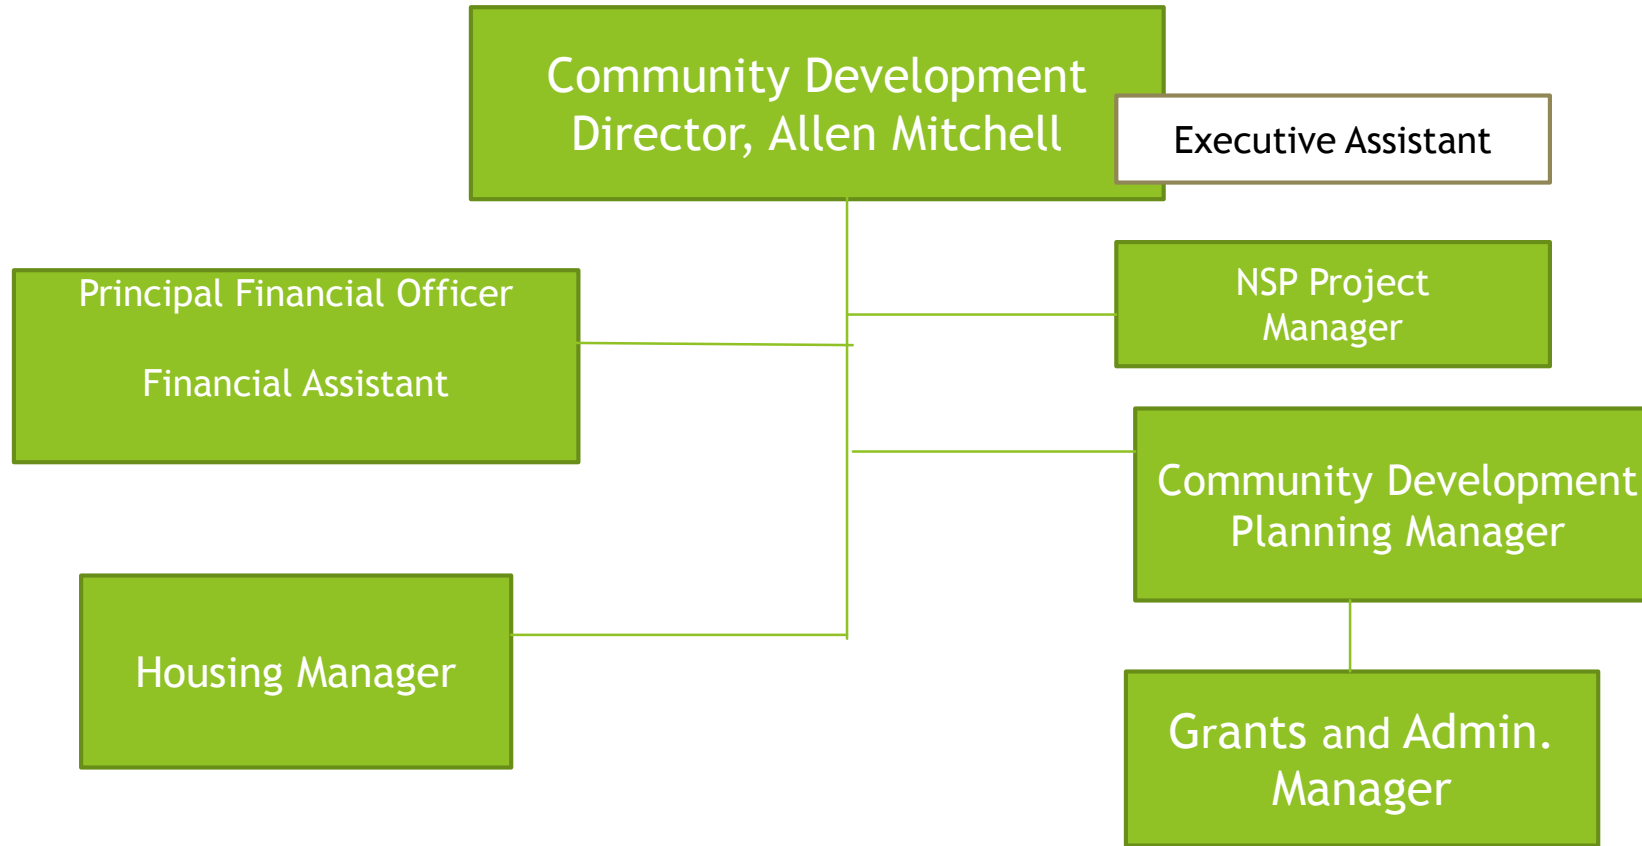 Community Development
Director, Allen Mitchell
Executive Assistant
Principal Financial Officer
Financial Assistant
NSP Project
Manager
Community Development
Planning Manager
Housing Manager
Grants and Admin.
Manager